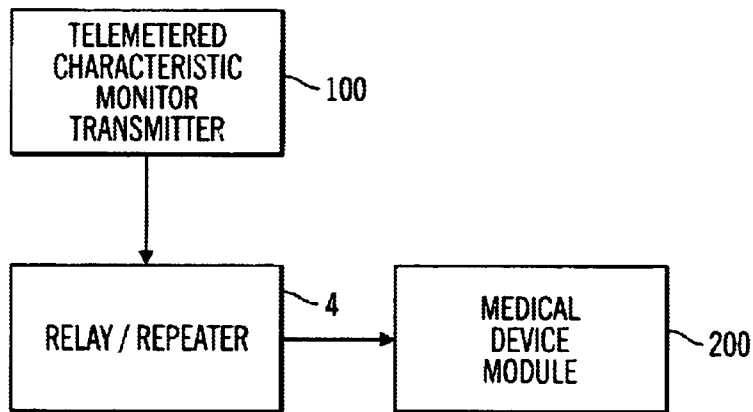 TELEMETERED
CHARACTERISTIC
MONITOR
TRANSMITTER
100
RELAY / REPEATER
4
MEDICAL
DEVICE
MODULE
200